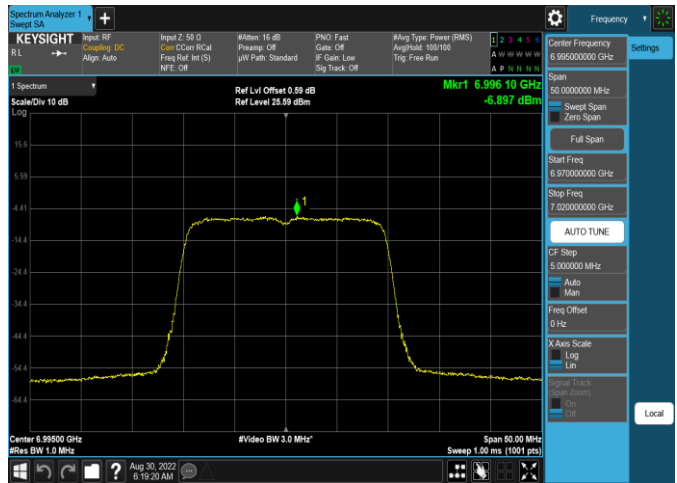 Spectrum Analyzer 1
Swept SA
+
Frequency
KEYSIGHT
RL
LV
Input: RF
Coupling: DC
Align: Auto
Input Z: 50 Ω
Corr CCorr RCal
Freq Ref: Int (S)
NFE: Off
#Atten: 16 dB
Preamp: Off
µW Path: Standard
PNO: Fast
Gate: Off
IF Gain: Low
Sig Track: Off
#Avg Type: Power (RMS)
Avg|Hold: 100/100
Trig: Free Run
1 2 3 4 5 6
A W W W W W
A P N N N N
1 Spectrum
Scale/Div 10 dB
Log
Ref Lvl Offset 0.59 dB
Ref Level 25.59 dBm
Mkr1 6.996 10 GHz
-6.897 dBm
15.6
5.59
-4.41
-14.4
-24.4
-34.4
-44.4
-54.4
-64.4
1
Center 6.99500 GHz
#Res BW 1.0 MHz
#Video BW 3.0 MHz*
Span 50.00 MHz
Sweep 1.00 ms (1001 pts)
Center Frequency
6.995000000 GHz
Span
50.0000000 MHz
Swept Span
Zero Span
Full Span
Start Freq
6.970000000 GHz
Stop Freq
7.020000000 GHz
AUTO TUNE
CF Step
5.000000 MHz
Auto
Man
Freq Offset
0 Hz
X Axis Scale
Log
Lin
Signal Track
(Span Zoom)
On
Off
Settings
Local
?
Aug 30, 2022
6:19:20 AM